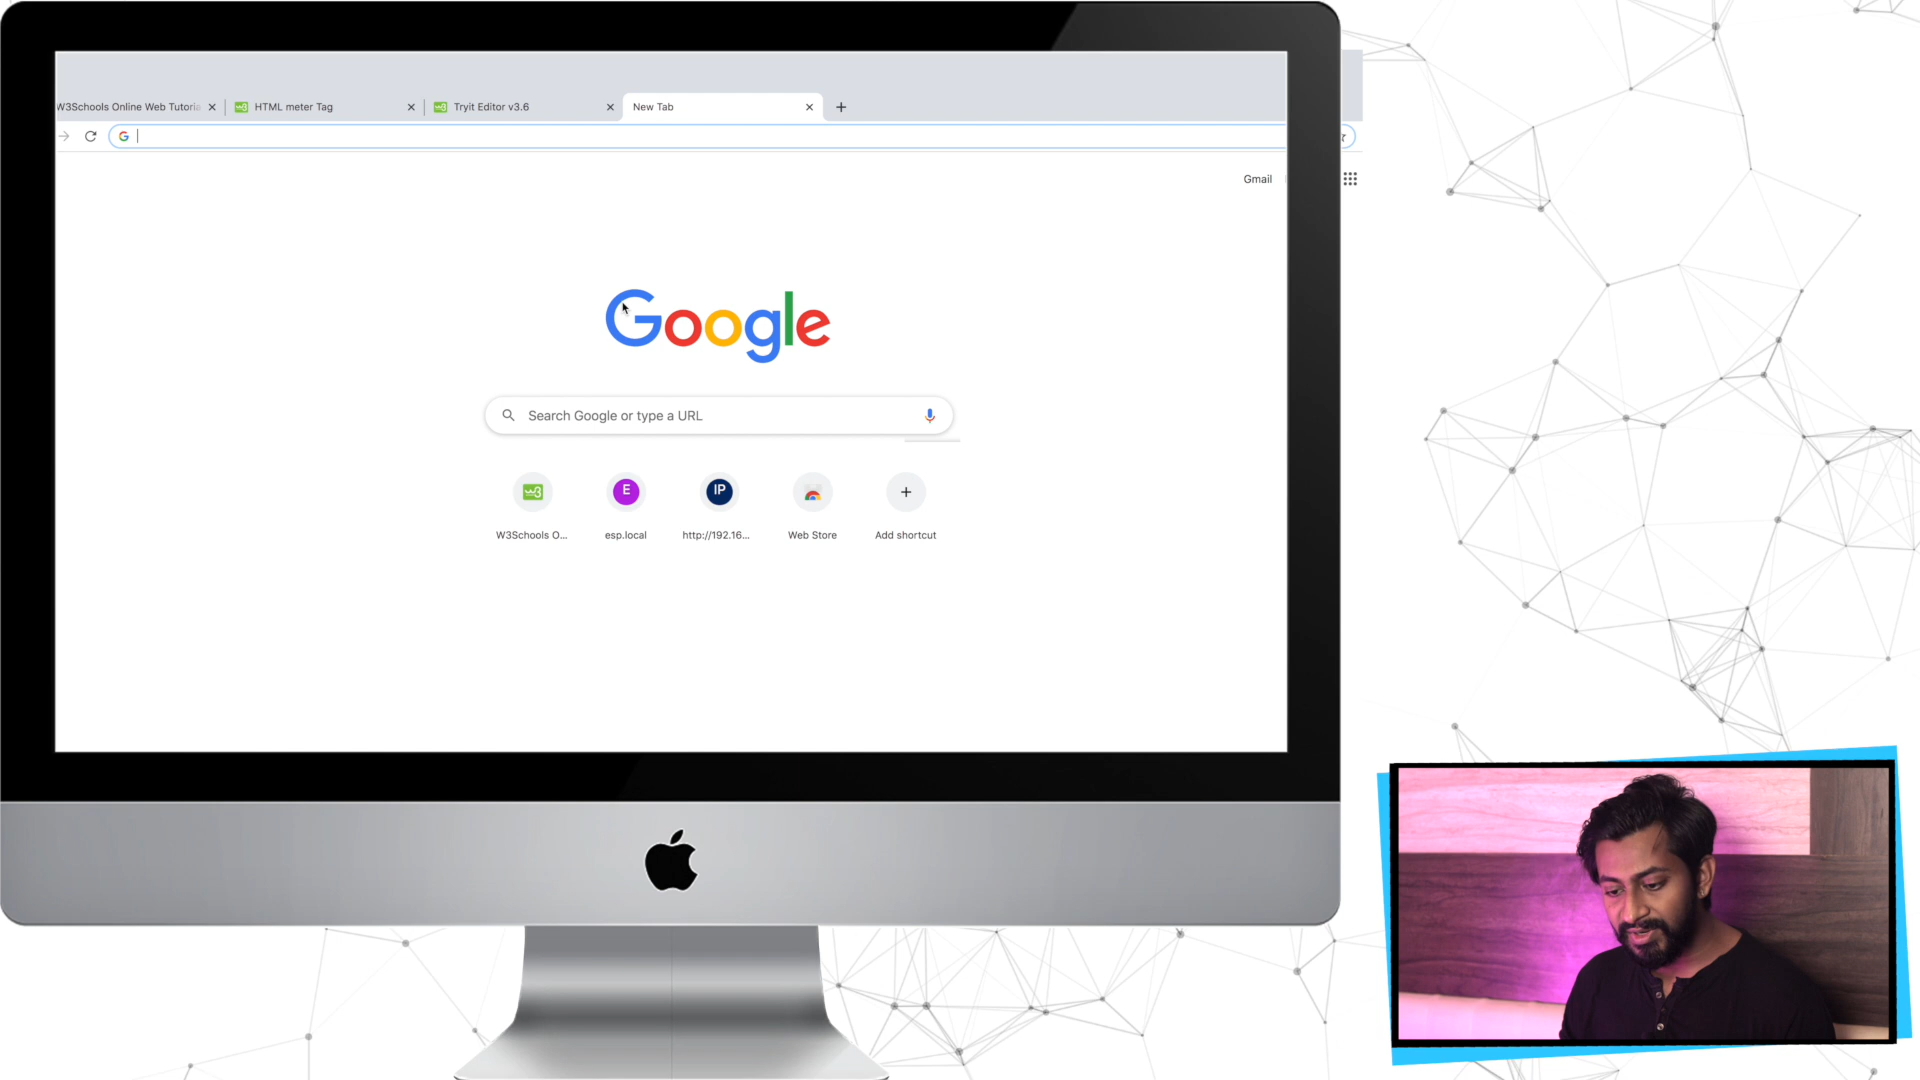 W3Schools Online Web Tutoria
HTML meter Tag
Tryit Editor v3.6
New Tab
Gmail
Google
Search Google or type a URL
W3Schools O...
E
esp.local
IP
http://192.16...
Web Store
Add shortcut